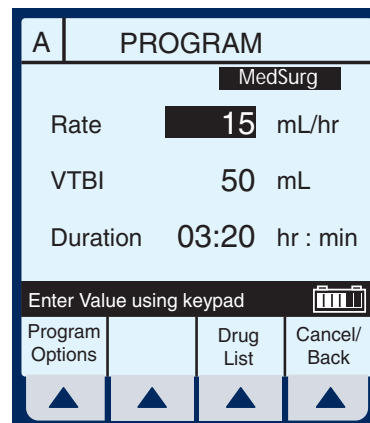 A PROGRAM
MedSurg
Rate 15 mL/hr
VTBI 50 mL
Duration 03:20 hr : min
Enter Value using keypad
Program Options
Drug List
Cancel/ Back